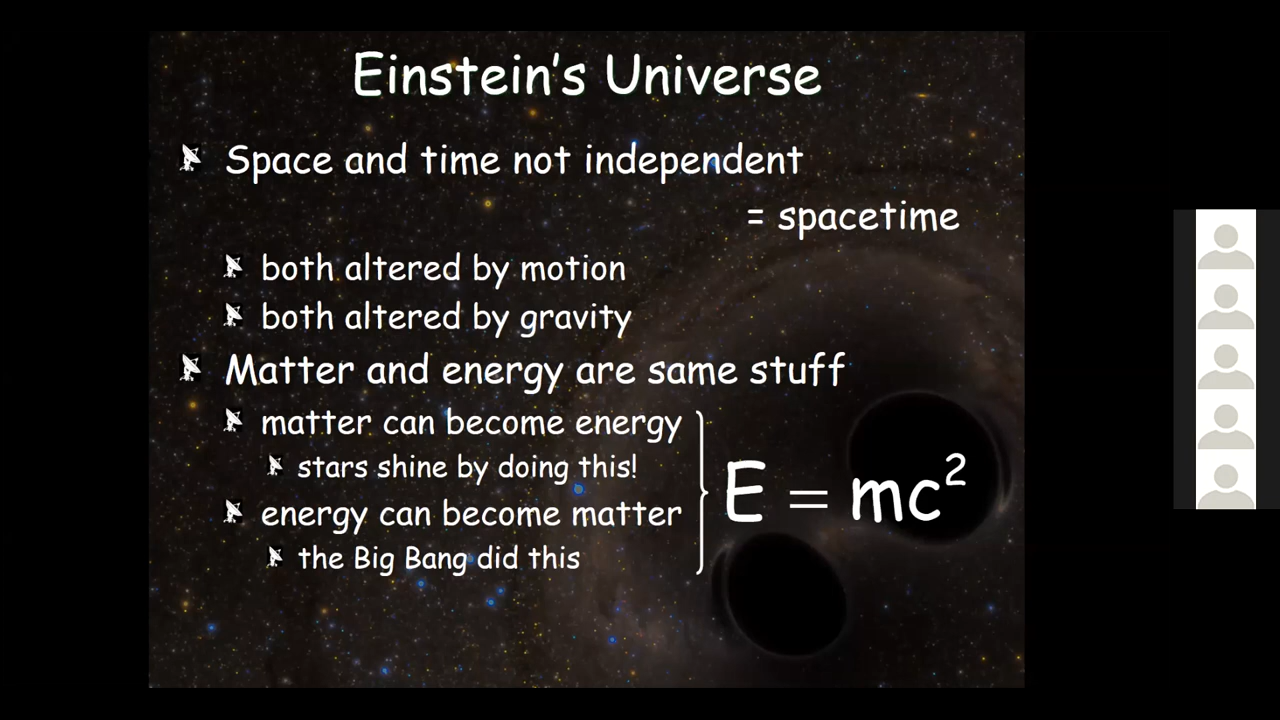 Einstein's Universe
Space and time not independent
= spacetime
both altered by motion
both altered by gravity
Matter and energy are same stuff
matter can become energy
stars shine by doing this!
energy can become matter
the Big Bang did this
E = mc²